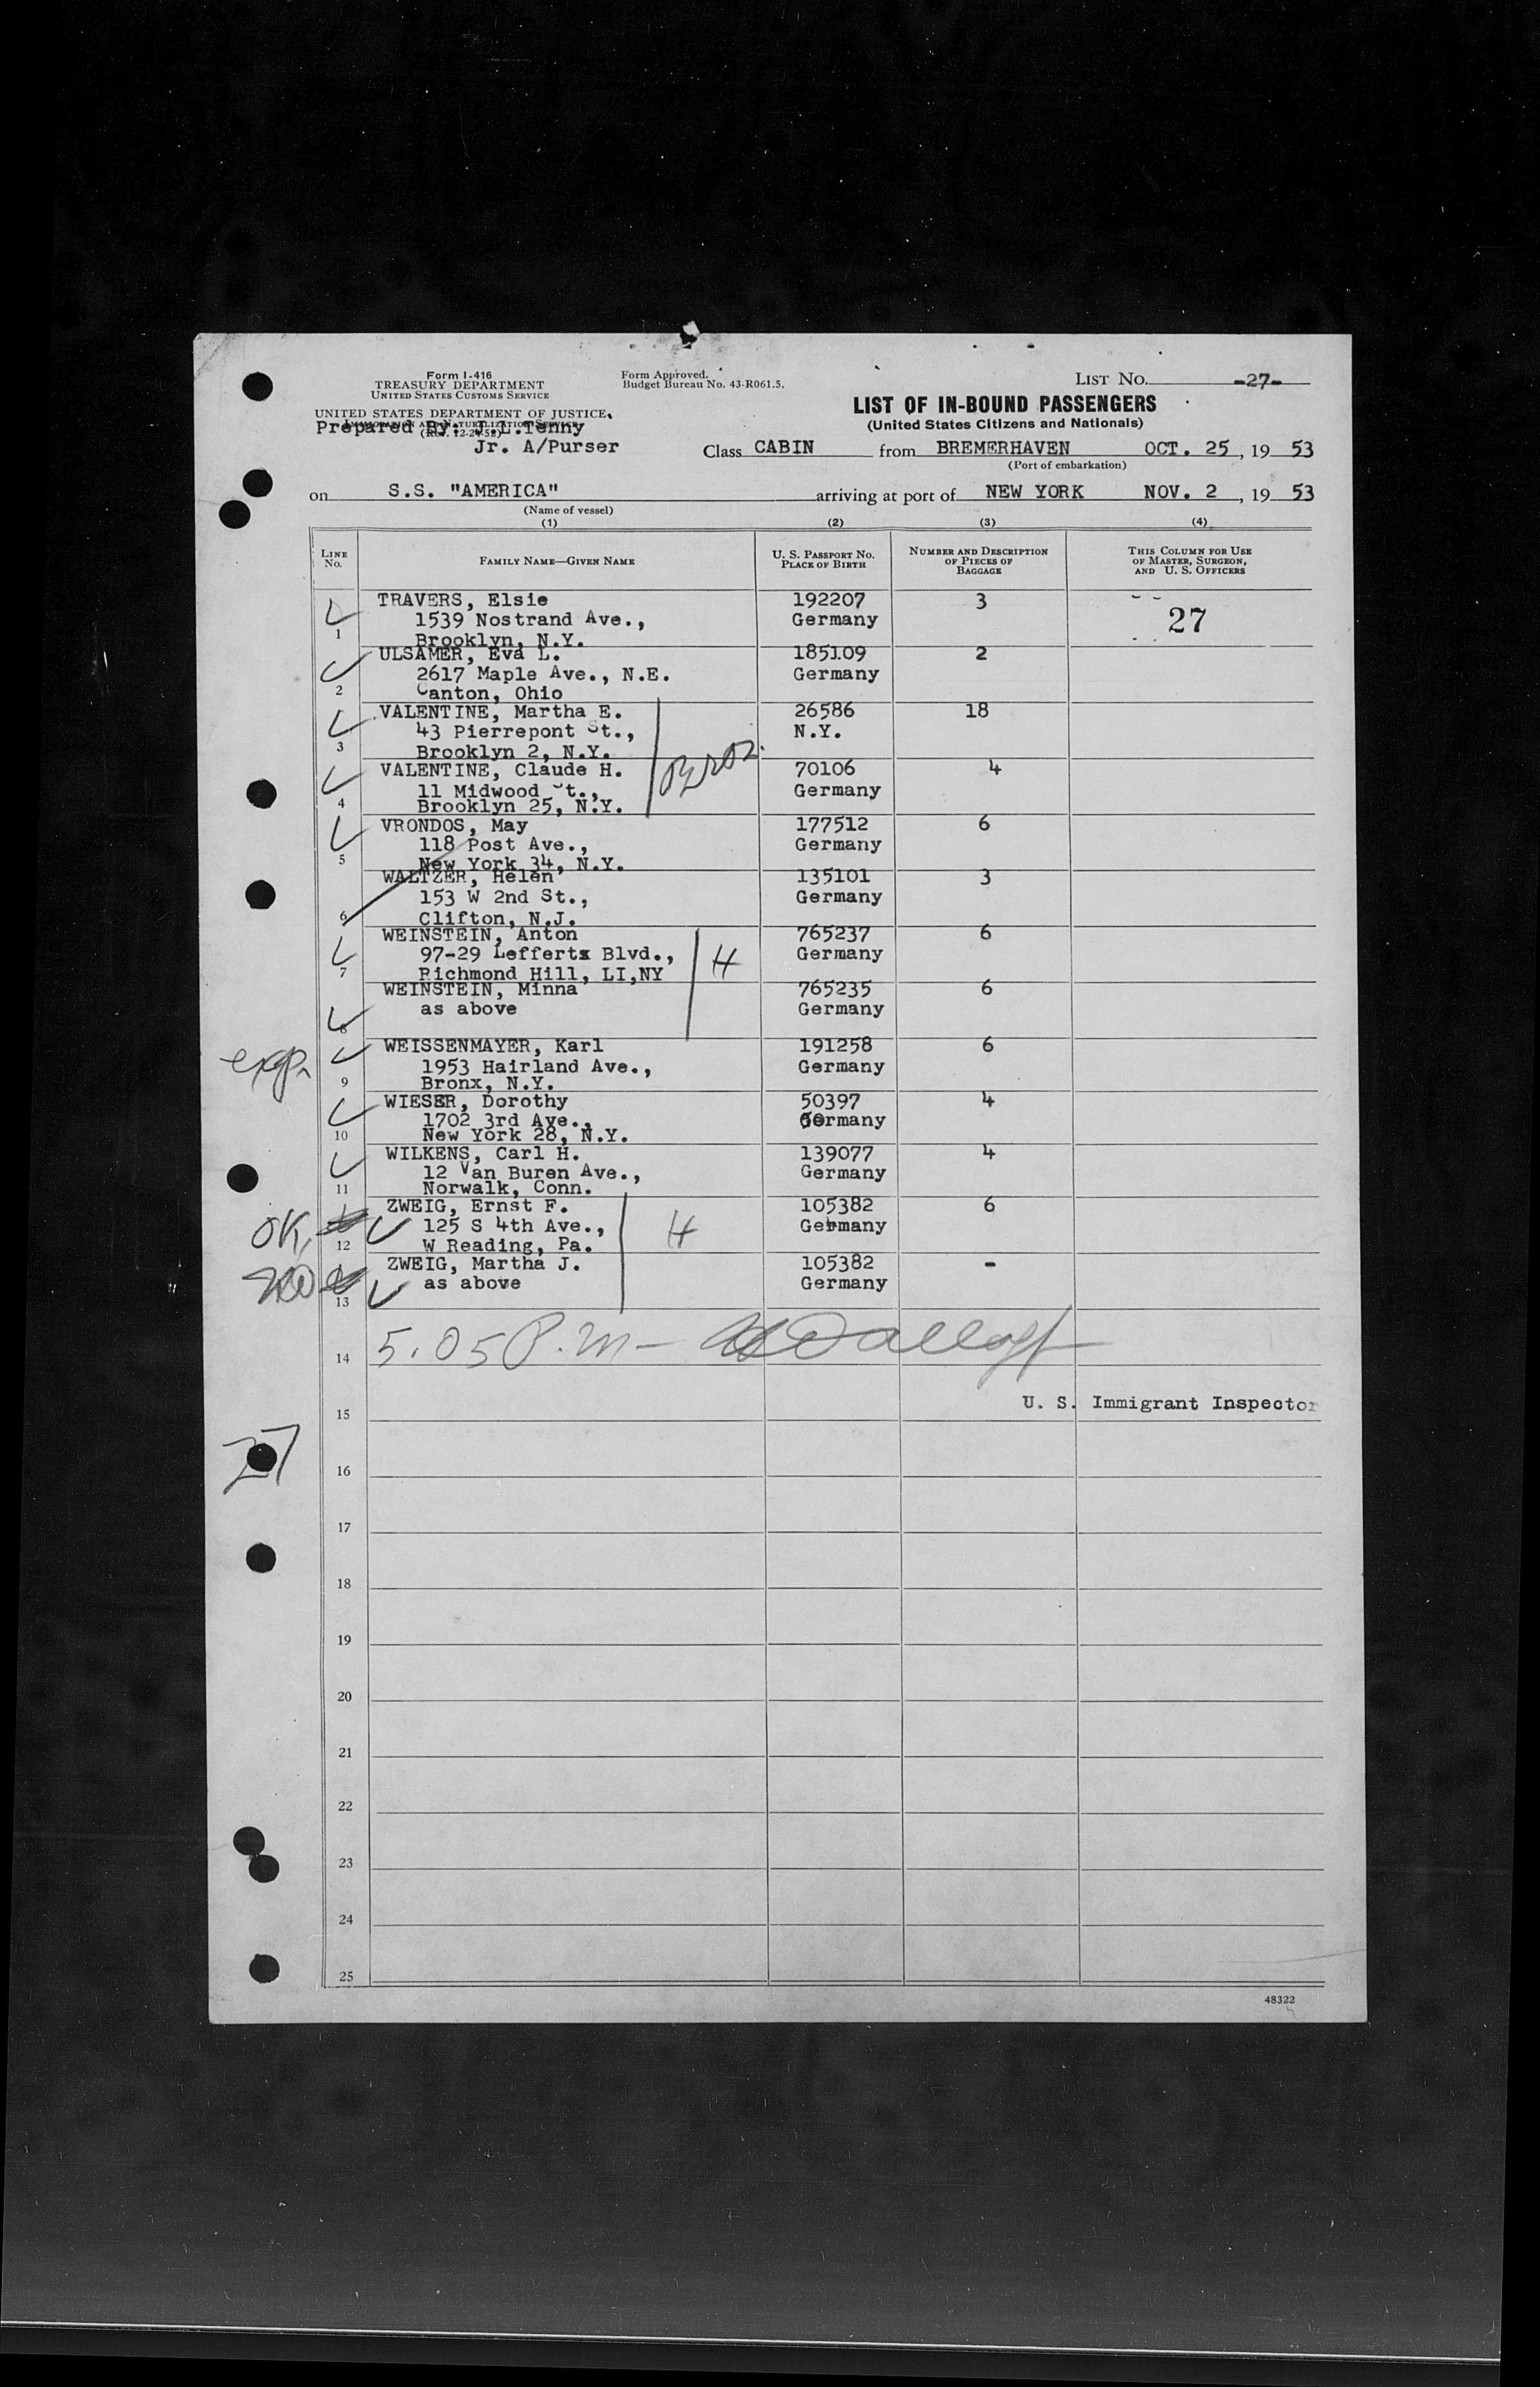 Form I-416
TREASURY DEPARTMENT
UNITED STATES CUSTOMS SERVICE
UNITED STATES DEPARTMENT OF JUSTICE
IMMIGRATION AND NATURALIZATION SERVICE
Prepared By: J.L.Tenny
Jr. A/Purser
Form Approved.
Budget Bureau No. 43-R061.5.
LIST NO. -27-
LIST OF IN-BOUND PASSENGERS
(United States Citizens and Nationals)
Class CABIN from BREMERHAVEN OCT. 25, 19 53
(Port of embarkation)
on S.S. "AMERICA" arriving at port of NEW YORK NOV. 2, 19 53
(Name of vessel)
(1) (2) (3) (4)
LINE NO. FAMILY NAME—GIVEN NAME U. S. PASSPORT NO. PLACE OF BIRTH NUMBER AND DESCRIPTION OF PIECES OF BAGGAGE THIS COLUMN FOR USE OF MASTER, SURGEON, AND U. S. OFFICERS
TRAVERS, Elsie 192207 3
1539 Nostrand Ave., Germany 27
1 Brooklyn, N.Y.
ULSAMER, Eva L. 185109 2
2617 Maple Ave., N.E. Germany
2 Canton, Ohio
VALENTINE, Martha E. 26586 18
43 Pierrepont St., N.Y.
3 Brooklyn 2, N.Y.
VALENTINE, Claude H. 70106 4
11 Midwood St., Germany
4 Brooklyn 25, N.Y.
VRONDOS, May 177512 6
118 Post Ave., Germany
5 New York 34, N.Y.
WALTZER, Helen 135101 3
153 W 2nd St., Germany
6 Clifton, N.J.
WEINSTEIN, Anton 765237 6
97-29 Lefferts Blvd., H Germany
7 Richmond Hill, LI,NY
WEINSTEIN, Minna 765235 6
as above Germany
8
WEISSENMAYER, Karl 191258 6
exp. 1953 Hairland Ave., Germany
9 Bronx, N.Y.
WIESER, Dorothy 50397 4
1702 3rd Ave., Germany
10 New York 28, N.Y.
WILKENS, Carl H. 139077 4
12 Van Buren Ave., Germany
11 Norwalk, Conn.
ZWEIG, Ernst F. 105382 6
OK, 125 S 4th Ave., H Germany
12 W Reading, Pa.
ZWEIG, Martha J. 105382 -
as above Germany
13
14 5.05 P.M -
U. S. Immigrant Inspector
15
27
16
17
18
19
20
21
22
23
24
25
48322